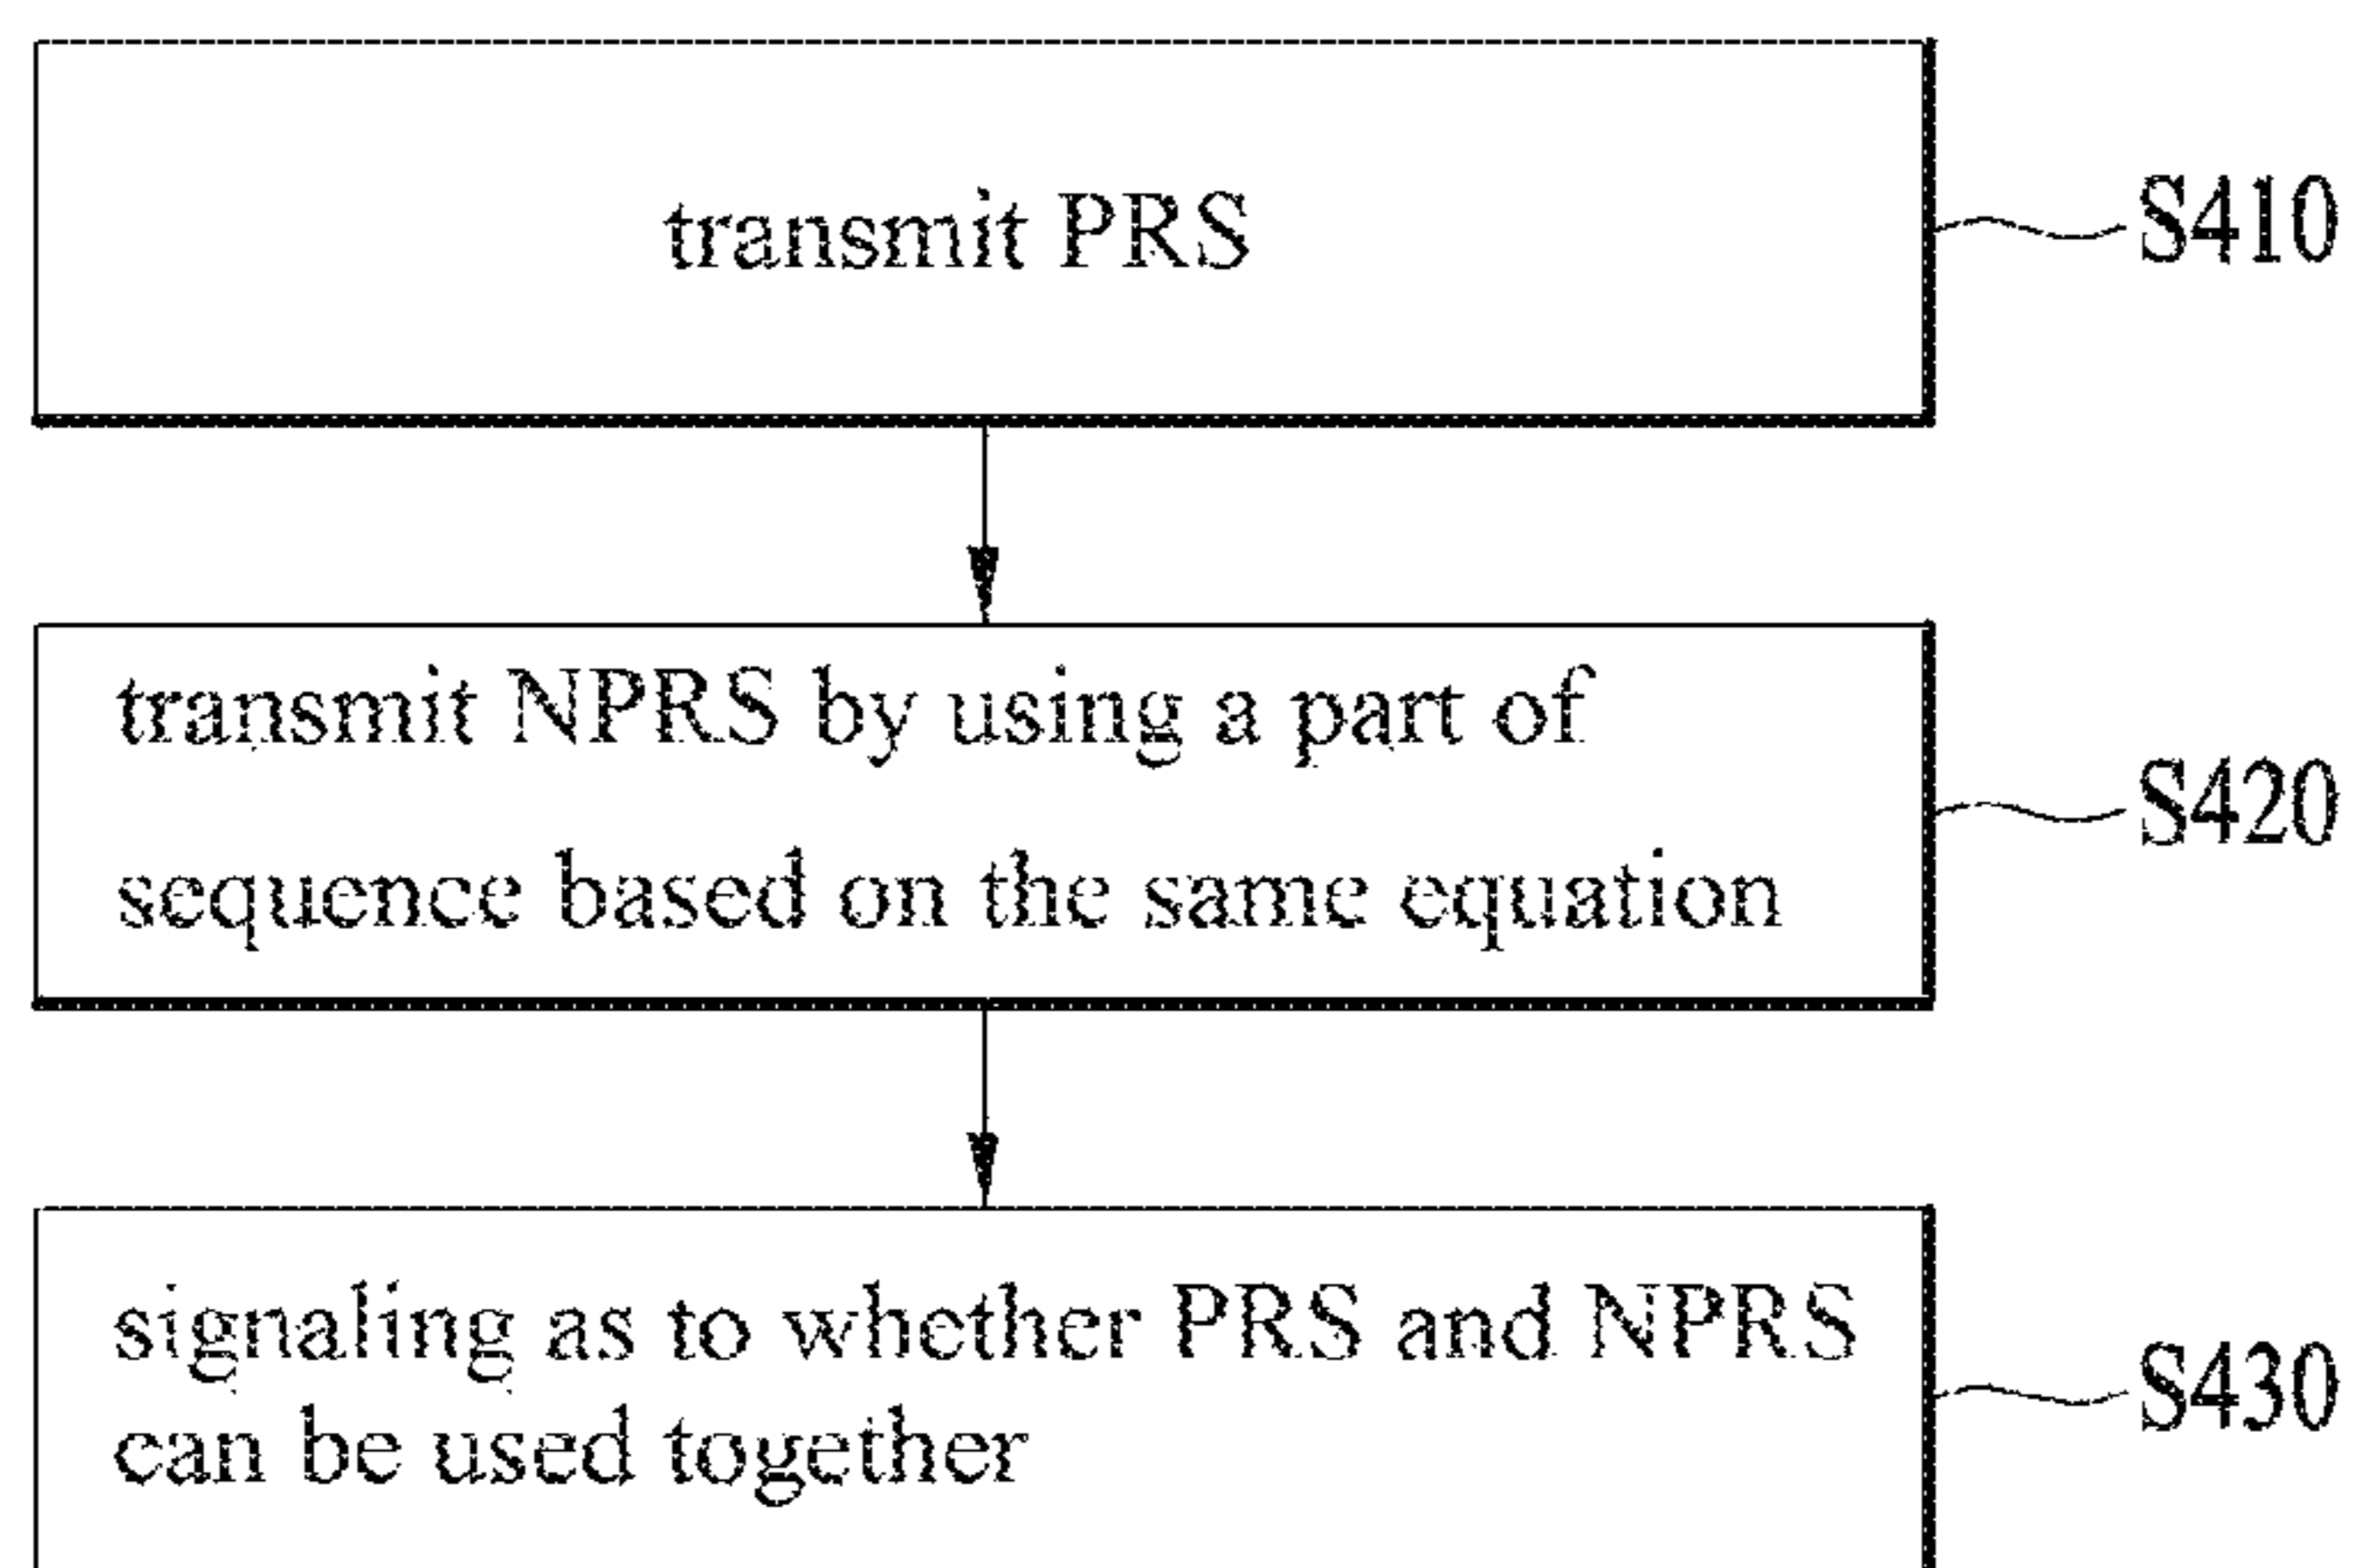 transmit PRS
S410
transmit NPRS by using a part of
sequence based on the same equation
S420
signaling as to whether PRS and NPRS
can be used together
S430